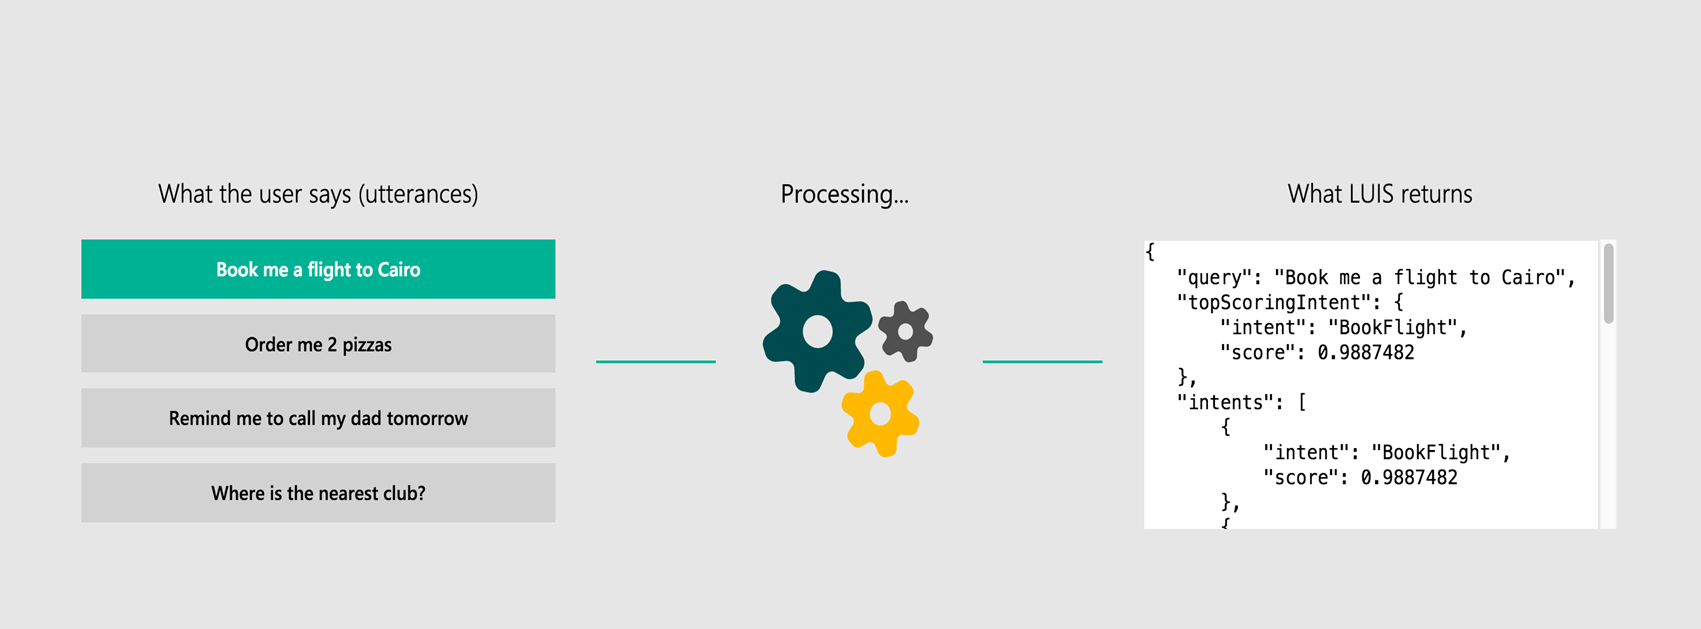 What the user says (utterances)
Book me a flight to Cairo
Order me 2 pizzas
Remind me to call my dad tomorrow
Where is the nearest club?
Processing...
What LUIS returns
{
"query": "Book me a flight to Cairo",
"topScoringIntent": {
"intent": "BookFlight",
"score": 0.9887482
},
"intents": [
{
"intent": "BookFlight",
"score": 0.9887482
},
{